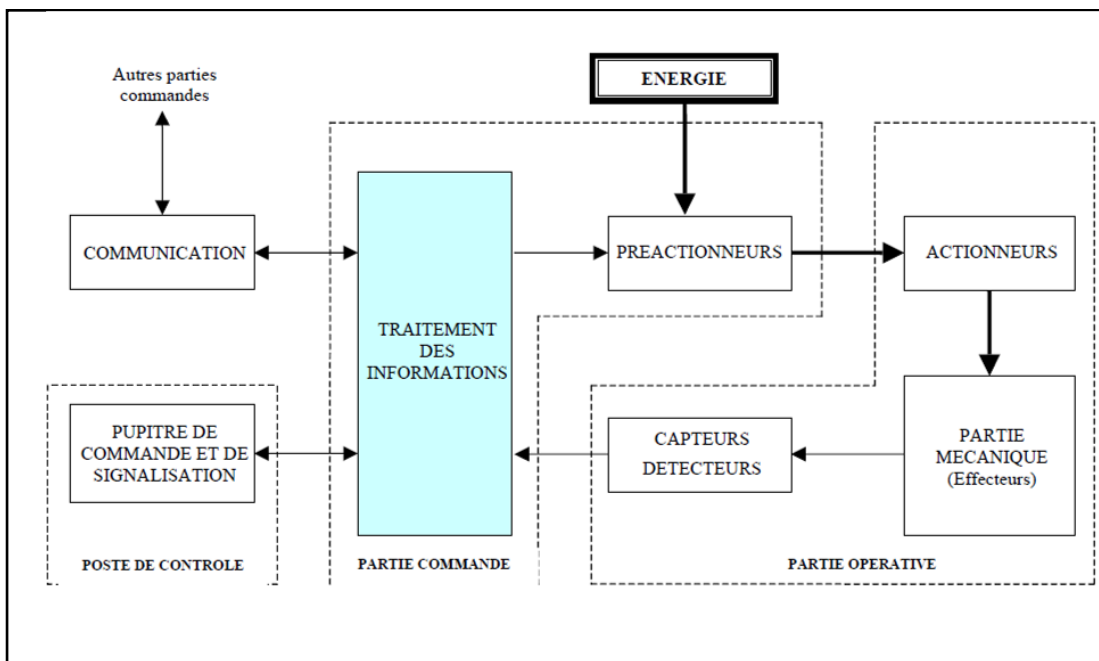 Autres parties
commandes
ENERGIE
COMMUNICATION
PREACTIONNEURS
ACTIONNEURS
TRAITEMENT
DES
INFORMATIONS
PUPITRE DE
COMMANDE ET DE
SIGNALISATION
CAPTEURS
DETECTEURS
PARTIE
MECANIQUE
(Effecteurs)
POSTE DE CONTROLE
PARTIE COMMANDE
PARTIE OPERATIVE